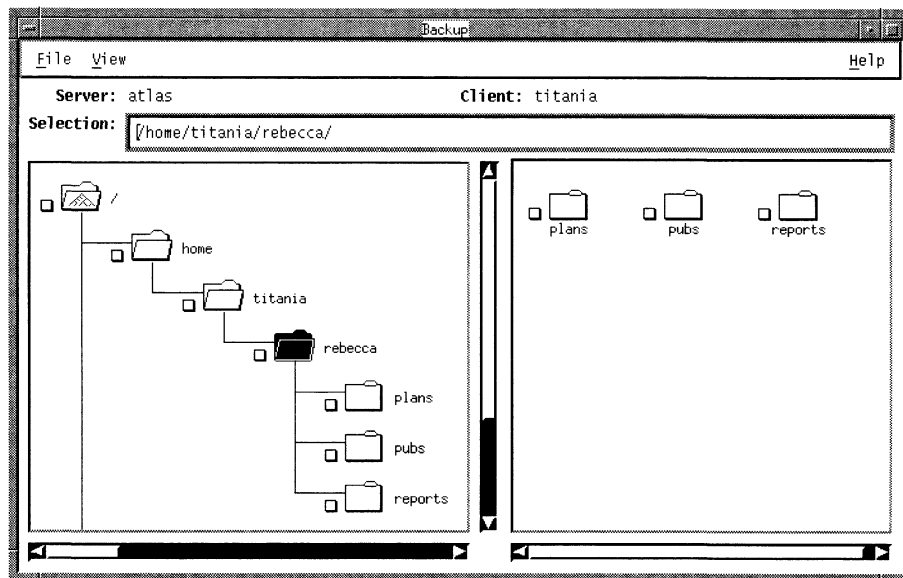 Backup
File View Help
Server: atlas Client: titania
Selection: /home/titania/rebecca/
/
home
titania
rebecca
plans
pubs
reports
plans pubs reports